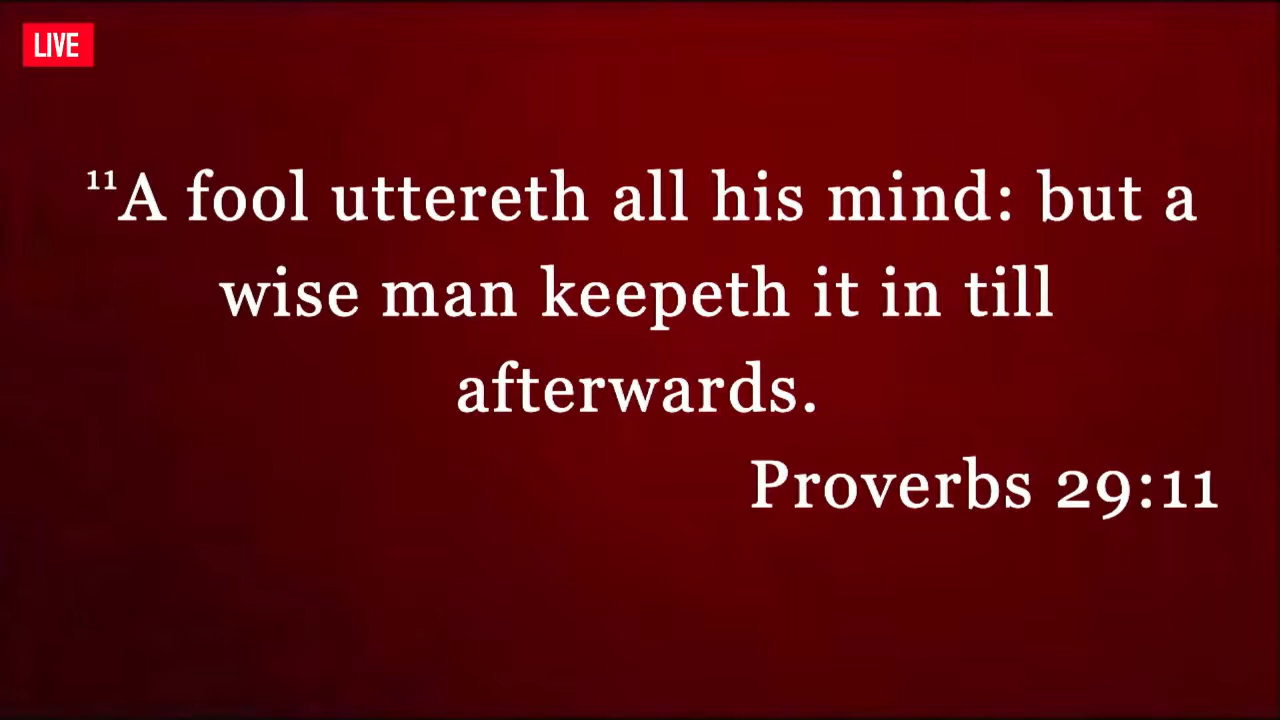 LIVE
¹¹A fool uttereth all his mind: but a
wise man keepeth it in till
afterwards.
Proverbs 29:11